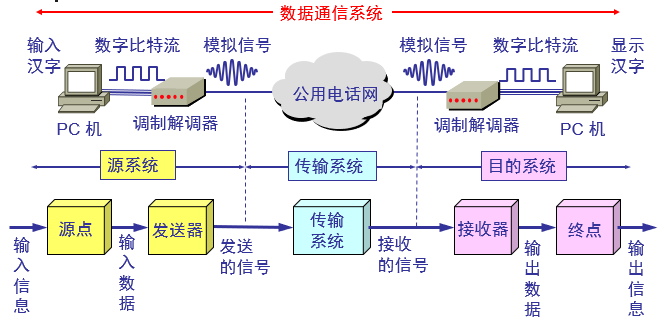 数据通信系统
输入
汉字
数字比特流
模拟信号
模拟信号
数字比特流
显示
汉字
公用电话网
PC 机
调制解调器
调制解调器
PC 机
源系统
传输系统
目的系统
源点
发送器
传输
系统
接收器
终点
输入信息
输入数据
发送
的信号
接收
的信号
输出数据
输出信息